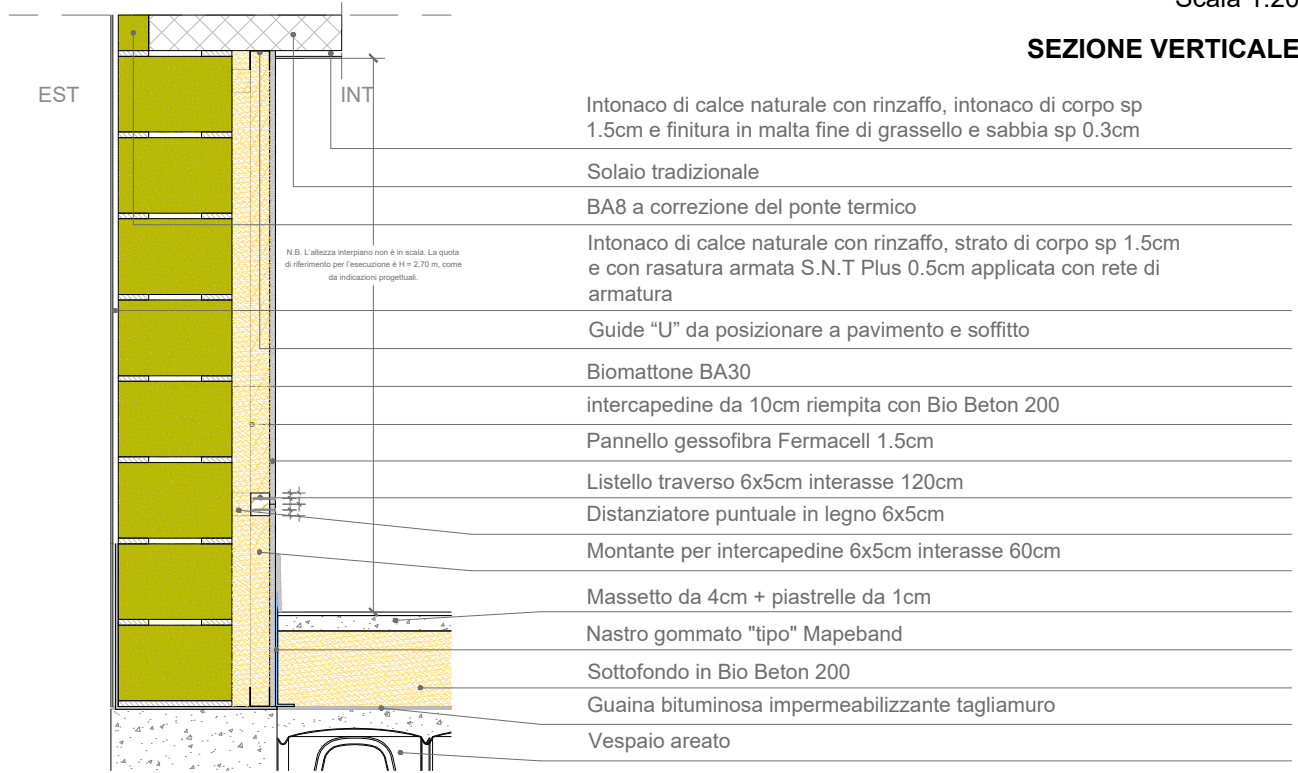 Scala 1:20
SEZIONE VERTICALE
EST
INT
Intonaco di calce naturale con rinzaffo, intonaco di corpo sp
1.5cm e finitura in malta fine di grassello e sabbia sp 0.3cm
Solaio tradizionale
BA8 a correzione del ponte termico
Intonaco di calce naturale con rinzaffo, strato di corpo sp 1.5cm
e con rasatura armata S.N.T Plus 0.5cm applicata con rete di
armatura
N.B. L'altezza interpiano non è in scala. La quota
di riferimento per l'esecuzione è H = 2,70 m, come
da indicazioni progettuali.
Guide “U” da posizionare a pavimento e soffitto
Biomattone BA30
intercapedine da 10cm riempita con Bio Beton 200
Pannello gessofibra Fermacell 1.5cm
Listello traverso 6x5cm interasse 120cm
Distanziatore puntuale in legno 6x5cm
Montante per intercapedine 6x5cm interasse 60cm
Massetto da 4cm + piastrelle da 1cm
Nastro gommato "tipo" Mapeband
Sottofondo in Bio Beton 200
Guaina bituminosa impermeabilizzante tagliamuro
Vespaio areato